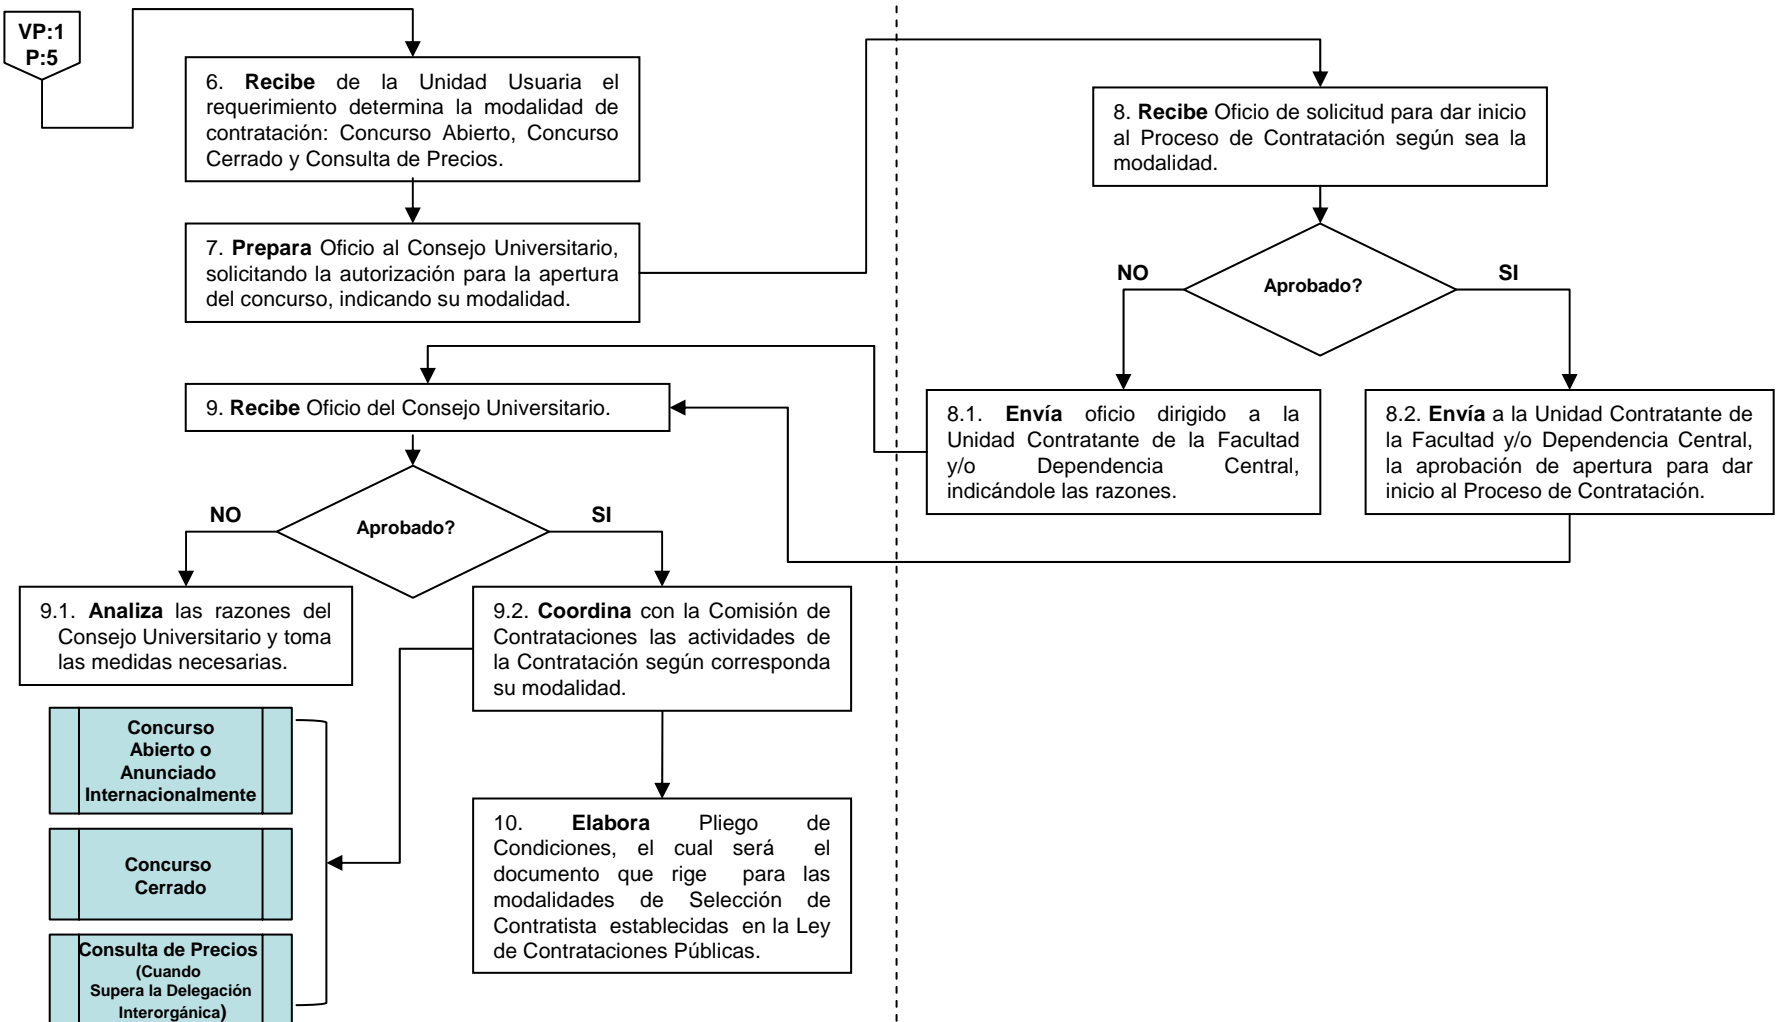 VP:1
P:5
6. Recibe de la Unidad Usuaria el
requerimiento determina la modalidad de
contratación: Concurso Abierto, Concurso
Cerrado y Consulta de Precios.
7. Prepara Oficio al Consejo Universitario,
solicitando la autorización para la apertura
del concurso, indicando su modalidad.
8. Recibe Oficio de solicitud para dar inicio
al Proceso de Contratación según sea la
modalidad.
NO
Aprobado?
SI
8.1. Envía oficio dirigido a la
Unidad Contratante de la Facultad
y/o Dependencia Central,
indicándole las razones.
8.2. Envía a la Unidad Contratante de
la Facultad y/o Dependencia Central,
la aprobación de apertura para dar
inicio al Proceso de Contratación.
9. Recibe Oficio del Consejo Universitario.
NO
Aprobado?
SI
9.1. Analiza las razones del
Consejo Universitario y toma
las medidas necesarias.
9.2. Coordina con la Comisión de
Contrataciones las actividades de
la Contratación según corresponda
su modalidad.
Concurso
Abierto o
Anunciado
Internacionalmente
Concurso
Cerrado
Consulta de Precios
(Cuando
Supera la Delegación
Interorgánica)
10. Elabora Pliego de
Condiciones, el cual será el
documento que rige para las
modalidades de Selección de
Contratista establecidas en la Ley
de Contrataciones Públicas.